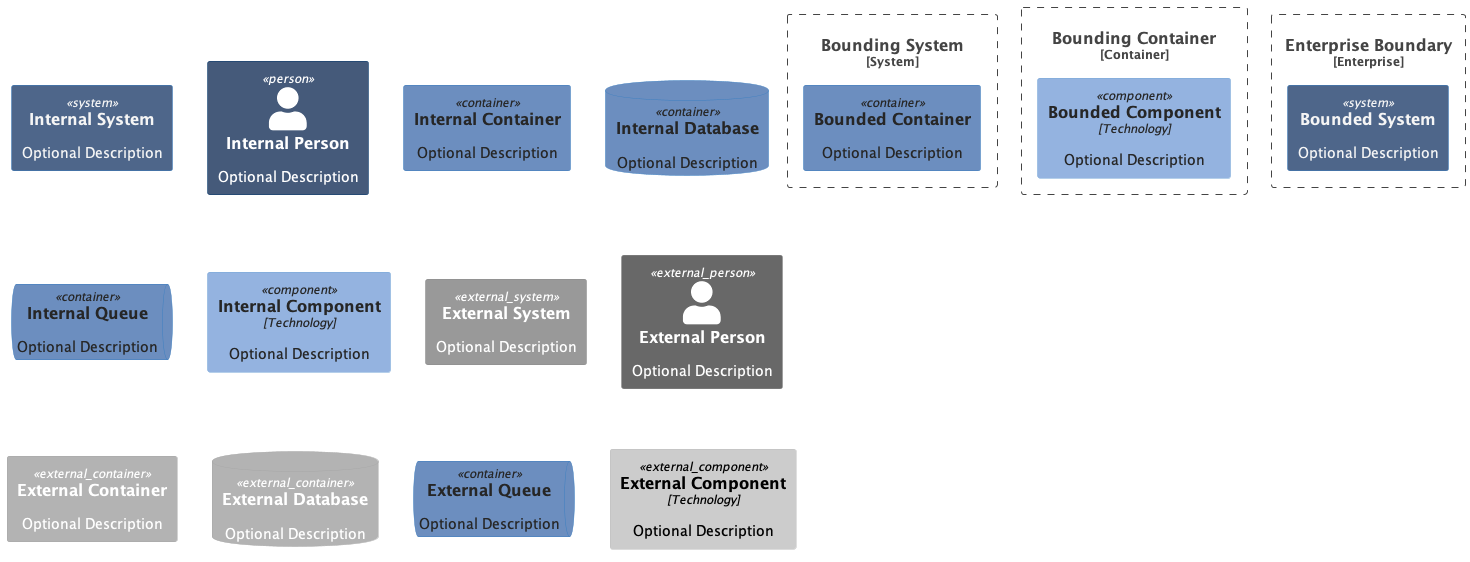 «system»
Internal System
Optional Description
«person»
Internal Person
Optional Description
«container»
Internal Container
Optional Description
«container»
Internal Database
Optional Description
Bounding System
[System]
«container»
Bounded Container
Optional Description
Bounding Container
[Container]
«component»
Bounded Component
[Technology]
Optional Description
Enterprise Boundary
[Enterprise]
«system»
Bounded System
Optional Description
«container»
Internal Queue
Optional Description
«component»
Internal Component
[Technology]
Optional Description
«external_system»
External System
Optional Description
«external_person»
External Person
Optional Description
«external_container»
External Container
Optional Description
«external_container»
External Database
Optional Description
«container»
External Queue
Optional Description
«external_component»
External Component
[Technology]
Optional Description